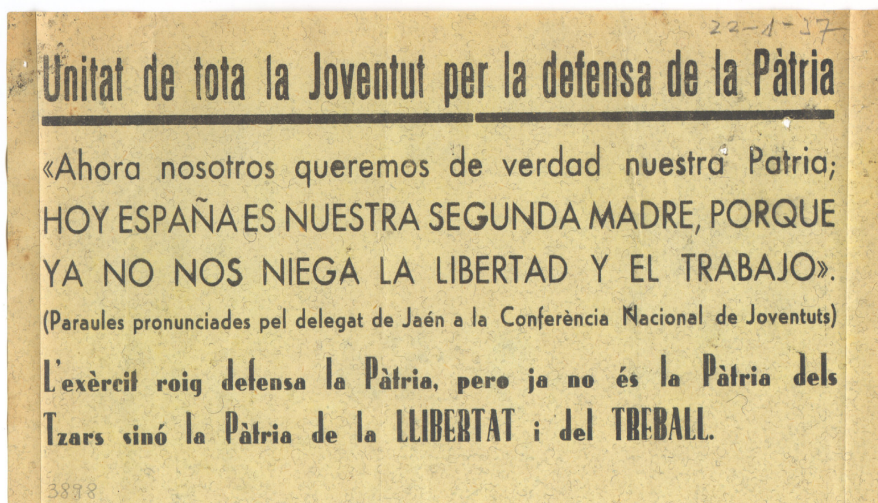 22-1-37
Unitat de tota la Joventut per la defensa de la Pàtria
«Ahora nosotros queremos de verdad nuestra Patria;
HOY ESPAÑA ES NUESTRA SEGUNDA MADRE, PORQUE
YA NO NOS NIEGA LA LIBERTAD Y EL TRABAJO».
(Paraules pronunciades pel delegat de Jaén a la Conferència Nacional de Joventuts)
L'exèrcit roig defensa la Pàtria, pero ja no és la Pàtria dels
Tzars sinó la Pàtria de la LLIBERTAT i del TREBALL.
3898